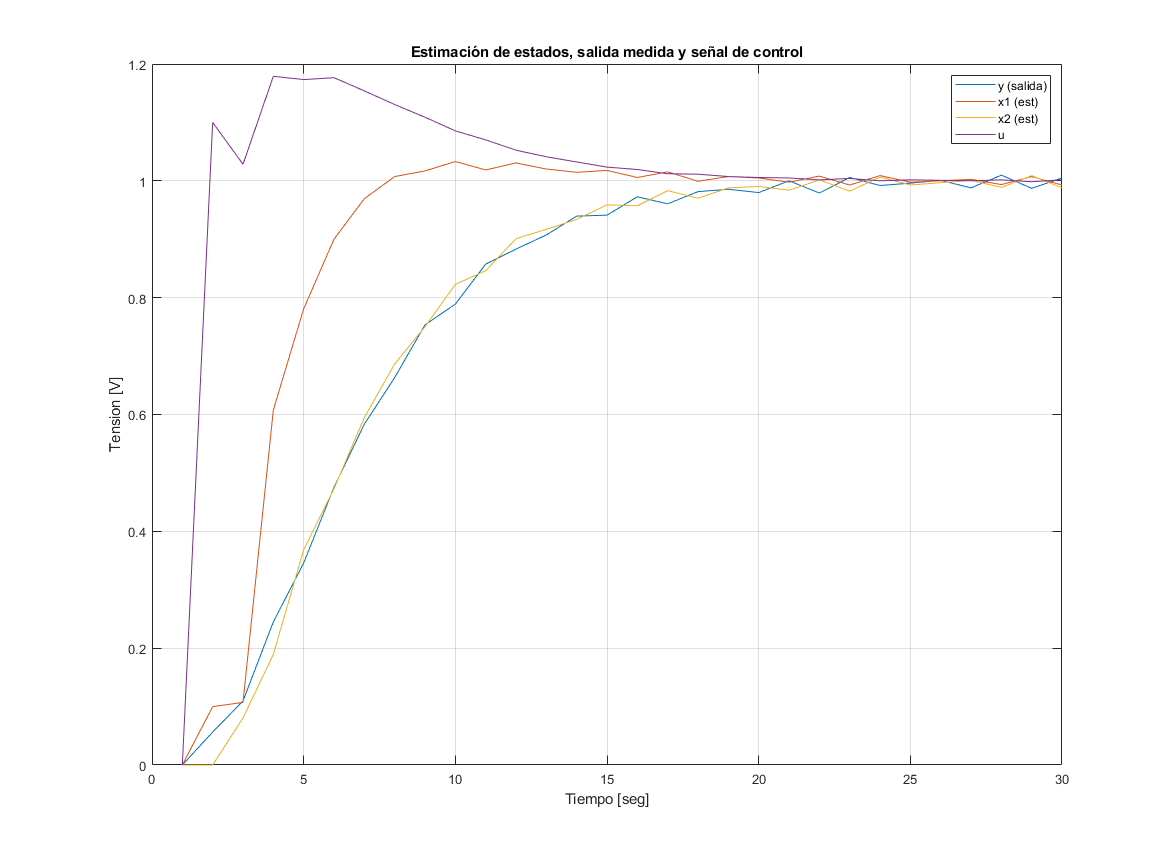 Estimación de estados, salida medida y señal de control
y (salida)
x1 (est)
x2 (est)
u
1.2
1
0.8
0.6
0.4
0.2
0
Tension [V]
0 5 10 15 20 25 30
Tiempo [seg]